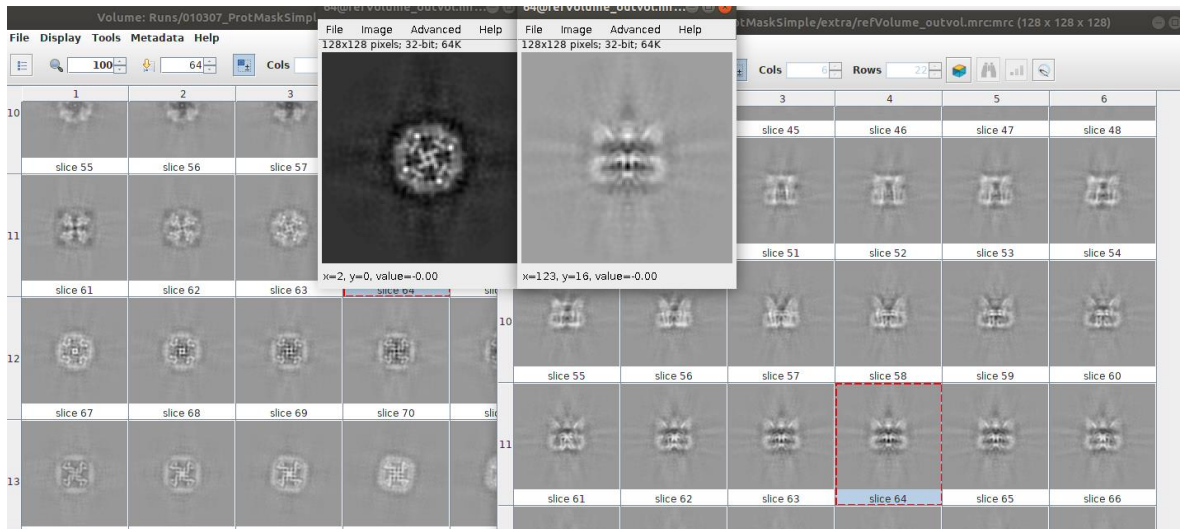 Volume: Runs/010307_ProtMaskSimpl
File Display Tools Metadata Help
100 64 Cols
1 2 3
10
slice 55 slice 56 slice 57
11
slice 61 slice 62 slice 63 slice 64
12
slice 67 slice 68 slice 69 slice 70
13
File Image Advanced Help
128x128 pixels; 32-bit; 64K
x=2, y=0, value=-0.00
64@refVolume_outvol.mr...
File Image Advanced Help
128x128 pixels; 32-bit; 64K
x=123, y=16, value=-0.00
tMaskSimple/extra/refVolume_outvol.mrc:mrc (128 x 128 x 128)
Cols 6 Rows 22
3 4 5 6
slice 45 slice 46 slice 47 slice 48
slice 51 slice 52 slice 53 slice 54
10
slice 55 slice 56 slice 57 slice 58 slice 59 slice 60
11
slice 61 slice 62 slice 63 slice 64 slice 65 slice 66